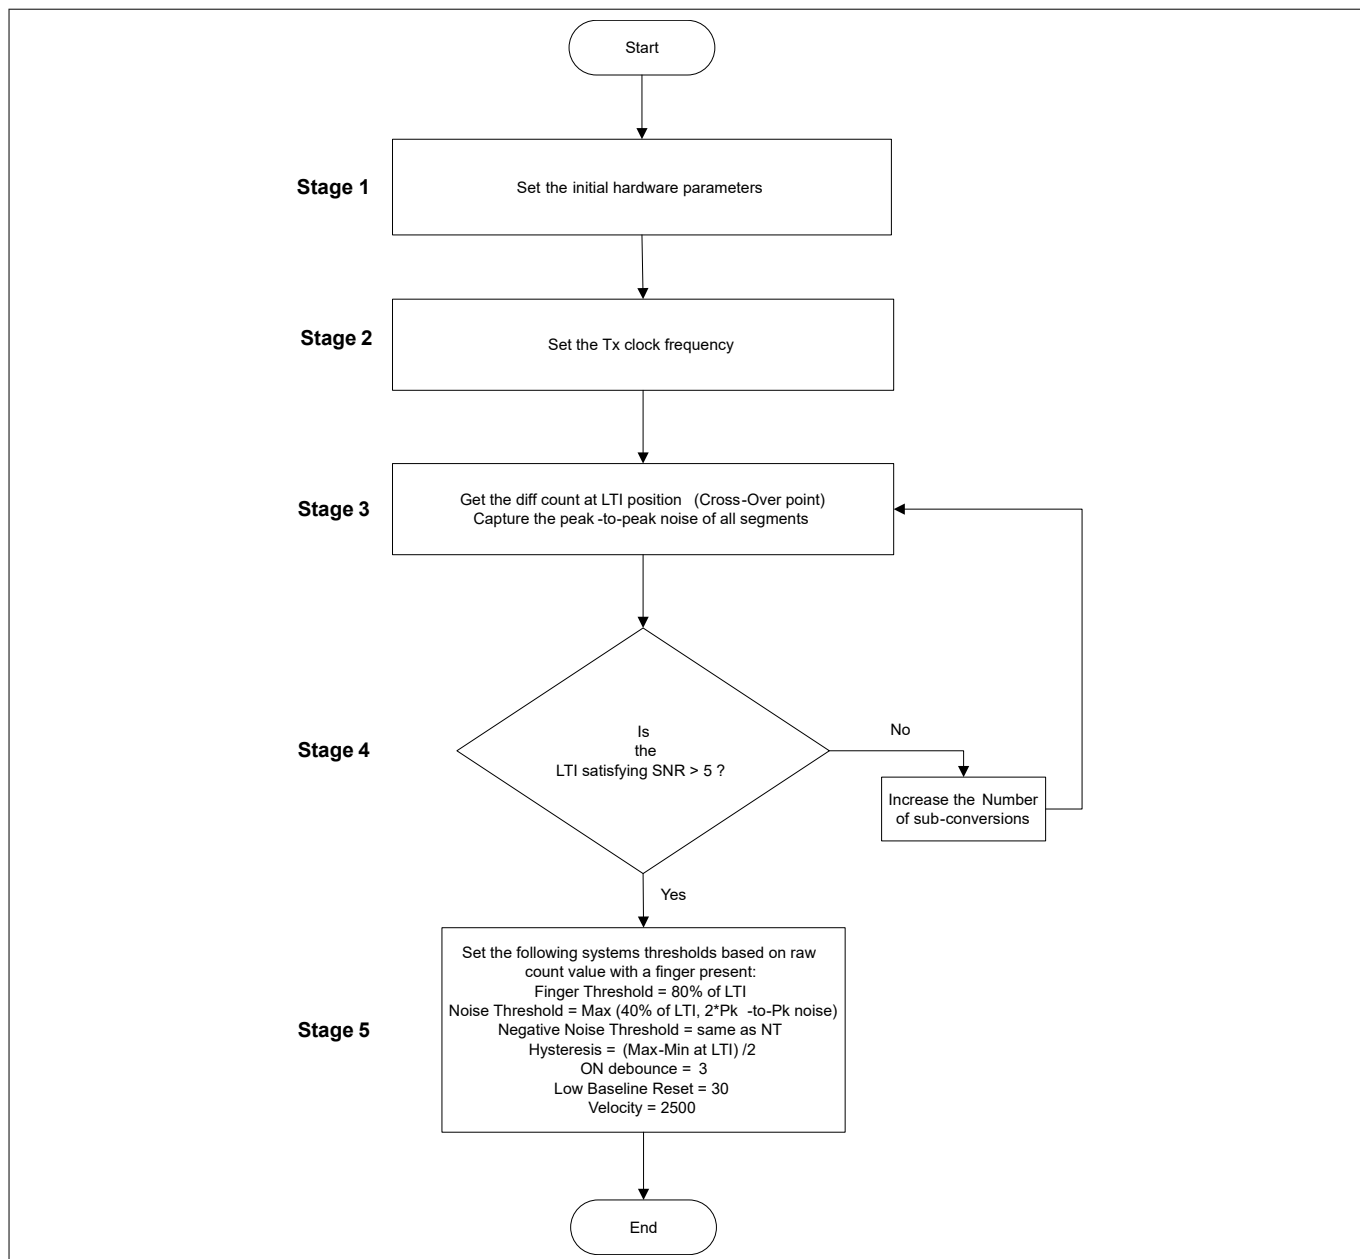 Start
Stage 1
Set the initial hardware parameters
Stage 2
Set the Tx clock frequency
Stage 3
Get the diff count at LTI position (Cross-Over point)
Capture the peak-to-peak noise of all segments
Stage 4
Is
the
LTI satisfying SNR > 5 ?
No
Increase the Number
of sub-conversions
Yes
Stage 5
Set the following systems thresholds based on raw
count value with a finger present:
Finger Threshold = 80% of LTI
Noise Threshold = Max (40% of LTI, 2*Pk -to-Pk noise)
Negative Noise Threshold = same as NT
Hysteresis = (Max-Min at LTI) /2
ON debounce = 3
Low Baseline Reset = 30
Velocity = 2500
End